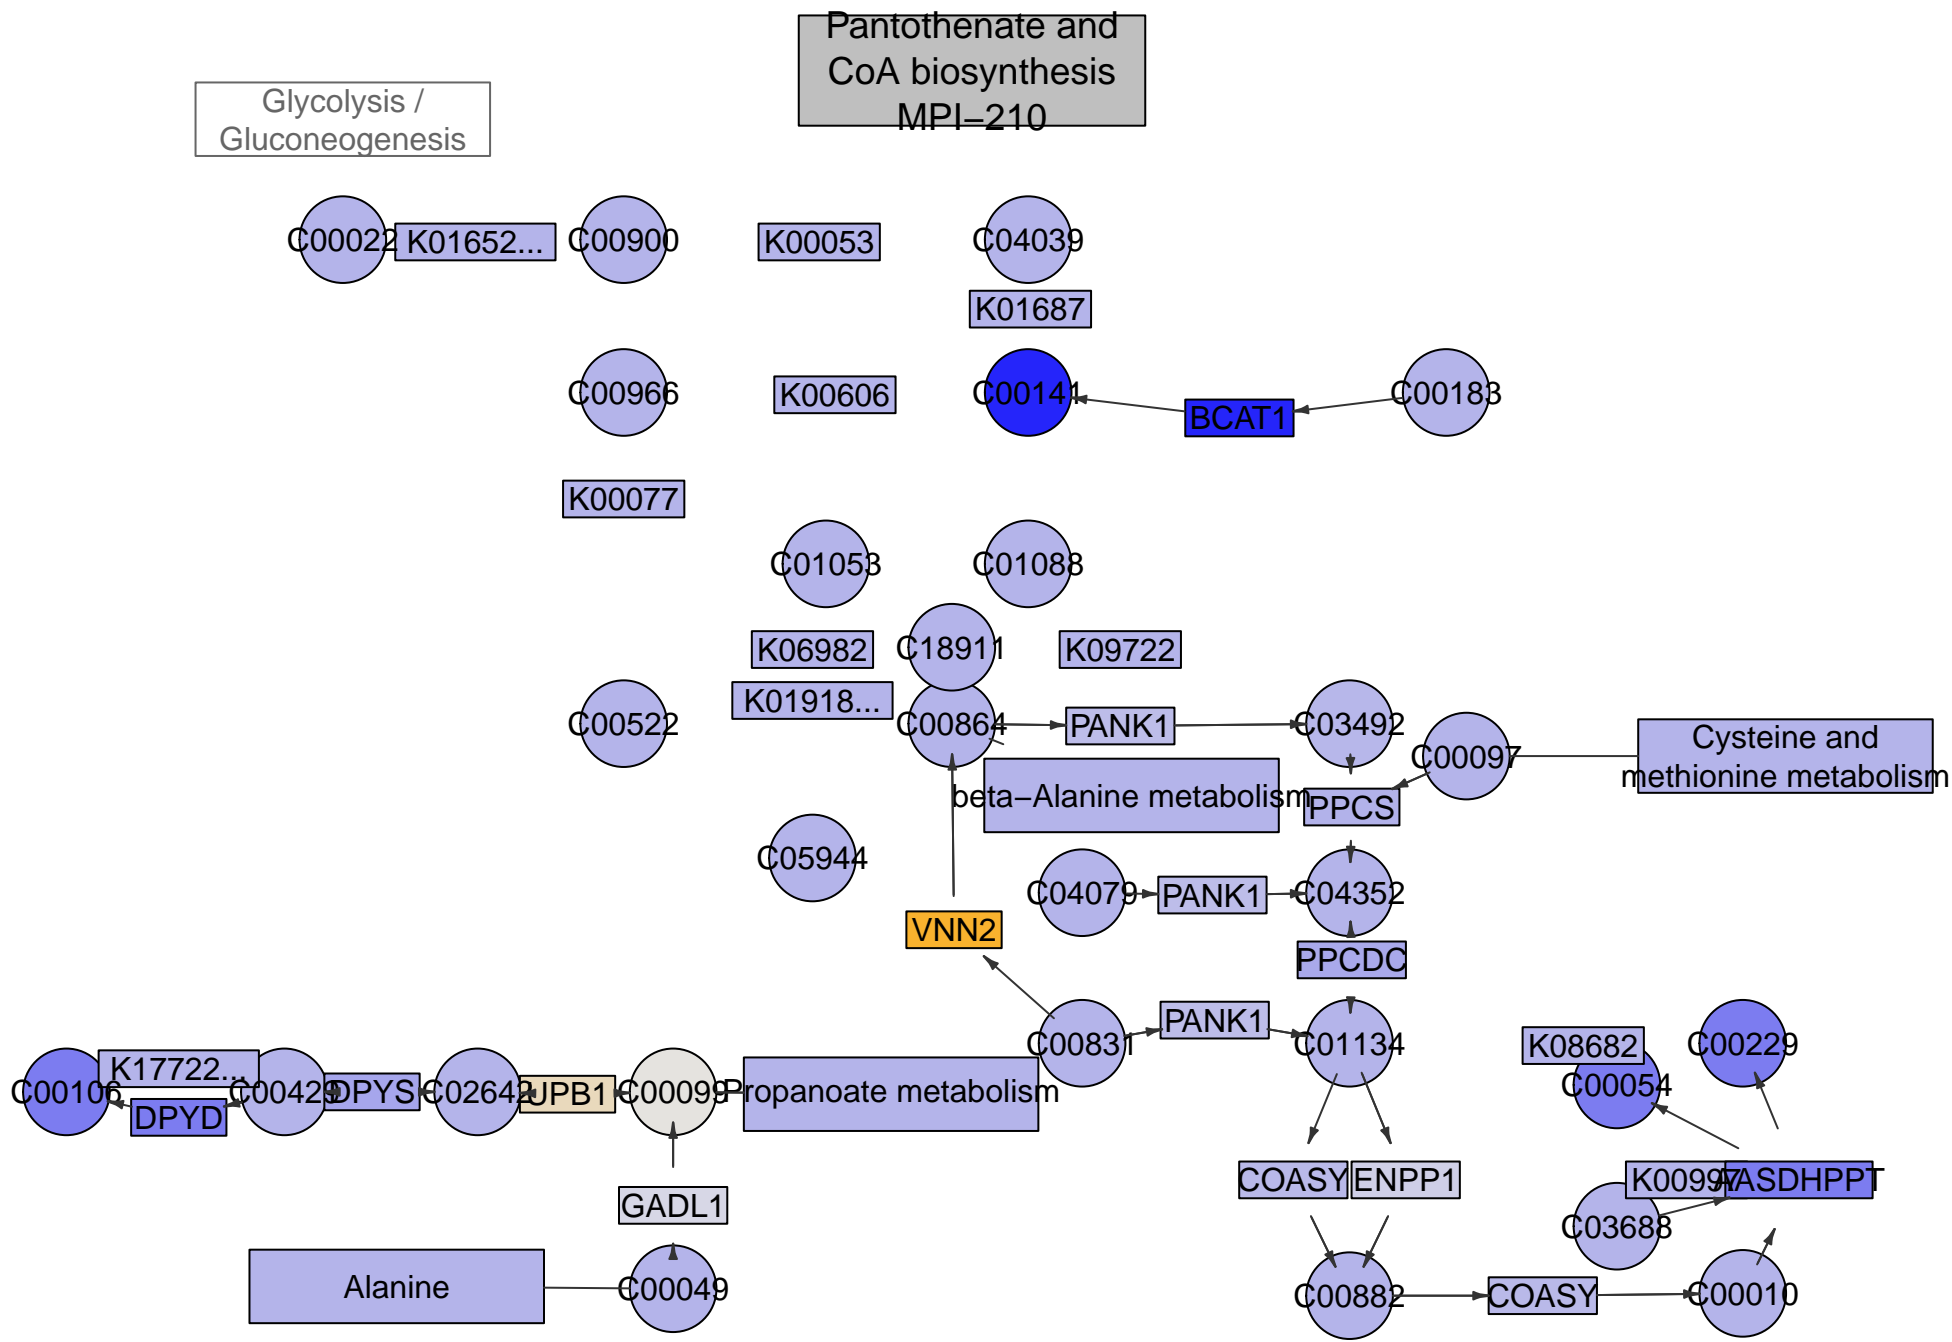 Pantothenate and
CoA biosynthesis
MPI−210
Glycolysis /
Gluconeogenesis
C00022
K01652...
C00900
K00053
C04039
K01687
C00966
K00606
C00141
BCAT1
C00183
K00077
C01053
C01088
K06982
C18911
K09722
K01918...
C00522
C00864
PANK1
C03492
C00097
Cysteine and
methionine metabolism
beta−Alanine metabolism
PPCS
C05944
C04079
PANK1
C04352
VNN2
PPCDC
C00831
PANK1
C01134
K08682
C00229
C00054
C00106
K17722...
DPYD
C00429
DPYS
C02642
UPB1
C00099
Propanoate metabolism
COASY
ENPP1
K00997
AASDHPPT
GADL1
C03688
Alanine
C00049
C00882
COASY
C00010